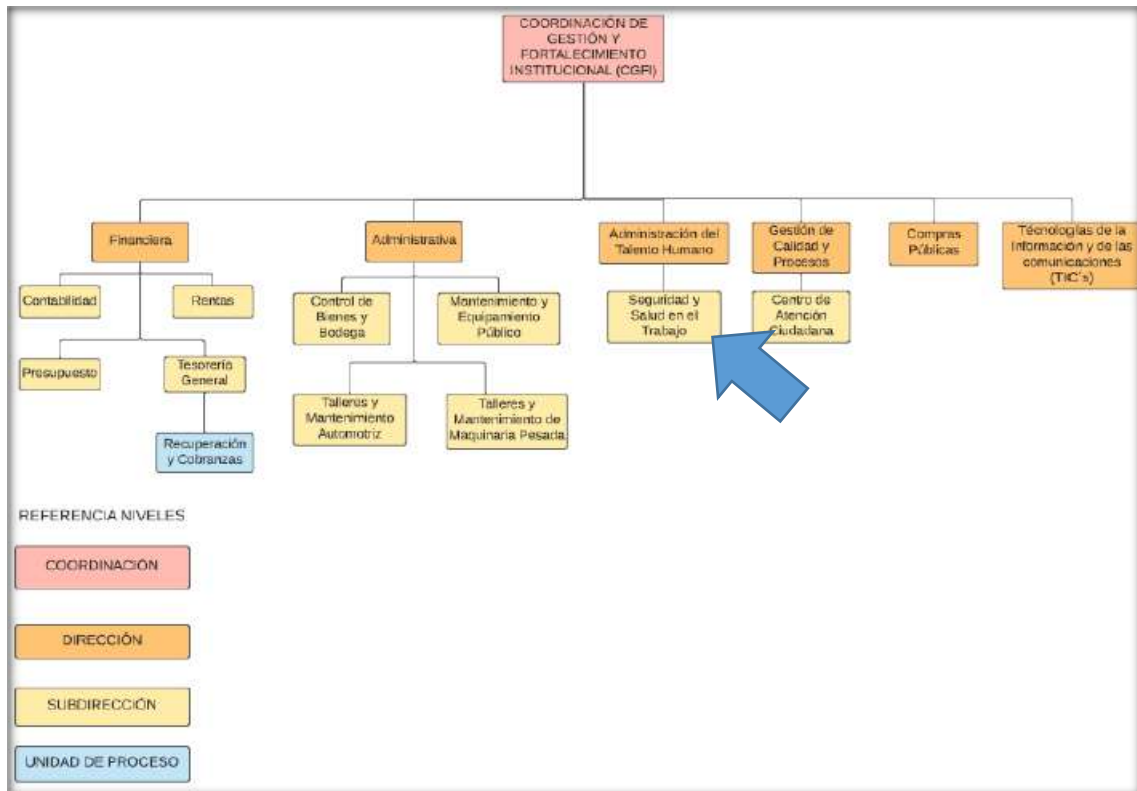 COORDINACIÓN DE
GESTIÓN Y
FORTALECIMIENTO
INSTITUCIONAL (CGFI)
Financiera
Administrativa
Administración del
Talento Humano
Gestión de
Calidad y
Procesos
Compras
Públicas
Técnologías de la
Información y de las
comunicaciones
(TIC´s)
Contabilidad
Rentas
Control de
Bienes y
Bodega
Mantenimiento y
Equipamiento
Público
Seguridad y
Salud en el
Trabajo
Centro de
Atención
Ciudadana
Presupuesto
Tesorería
General
Talleres y
Mantenimiento
Automotriz
Talleres y
Mantenimiento de
Maquinaria Pesada
Recuperación
y Cobranzas
REFERENCIA NIVELES
COORDINACIÓN
DIRECCIÓN
SUBDIRECCIÓN
UNIDAD DE PROCESO